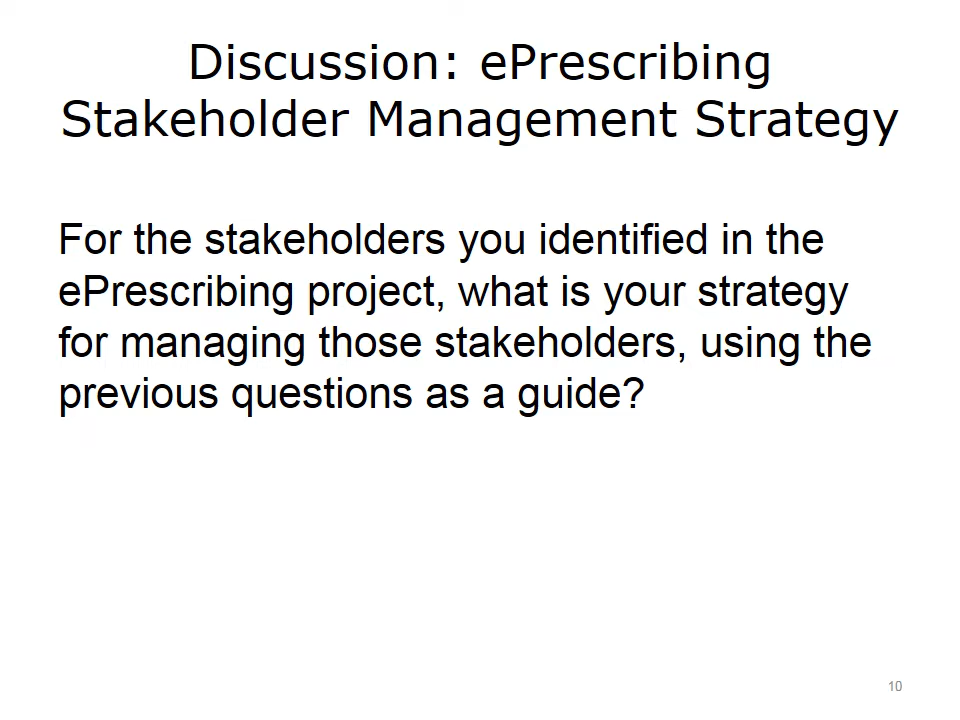 Discussion: ePrescribing
Stakeholder Management Strategy
For the stakeholders you identified in the
ePrescribing project, what is your strategy
for managing those stakeholders, using the
previous questions as a guide?
10